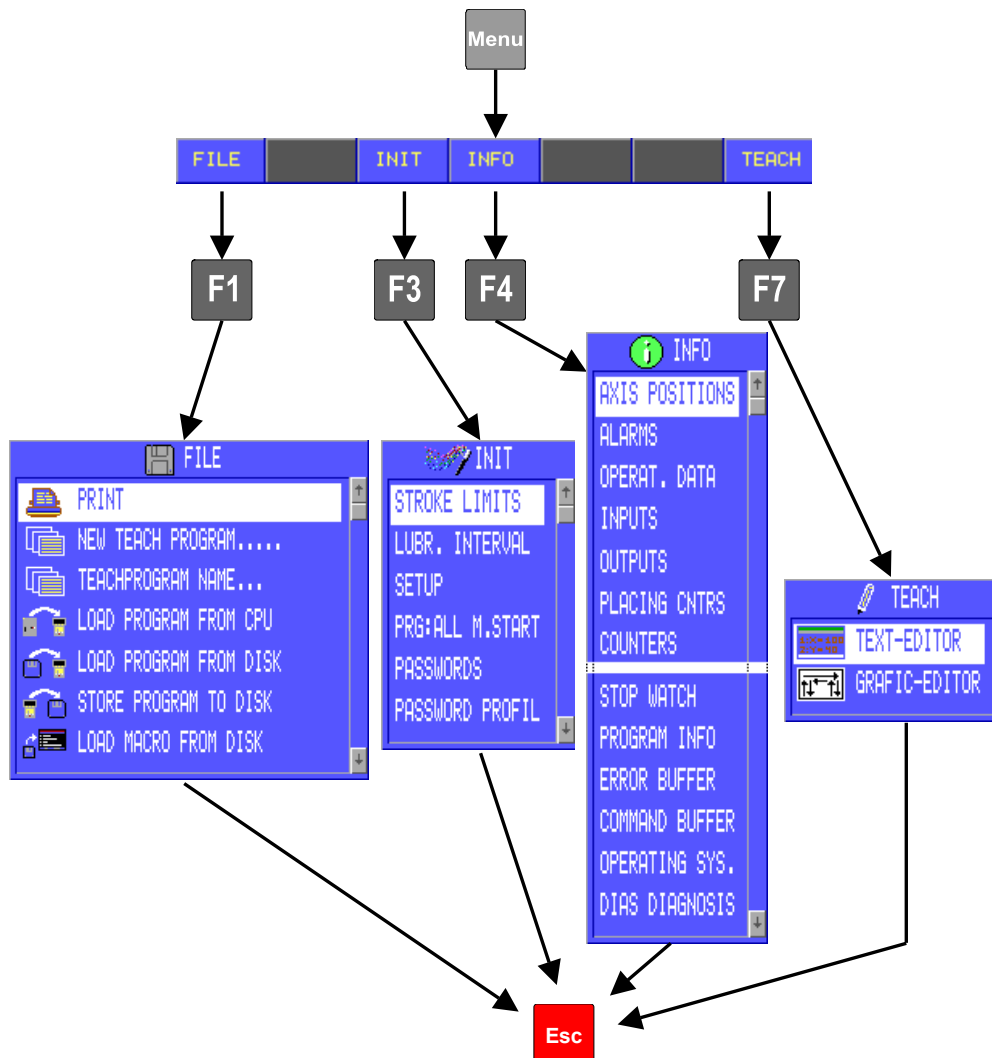 Menu
FILE INIT INFO TEACH
F1 F3 F4 F7
INFO
AXIS POSITIONS
ALARMS
OPERAT. DATA
INPUTS
OUTPUTS
PLACING CNTRS
COUNTERS
STOP WATCH
PROGRAM INFO
ERROR BUFFER
COMMAND BUFFER
OPERATING SYS.
DIAS DIAGNOSIS
FILE
PRINT
NEW TEACH PROGRAM.....
TEACHPROGRAM NAME...
LOAD PROGRAM FROM CPU
LOAD PROGRAM FROM DISK
STORE PROGRAM TO DISK
LOAD MACRO FROM DISK
INIT
STROKE LIMITS
LUBR. INTERVAL
SETUP
PRG:ALL M.START
PASSWORDS
PASSWORD PROFIL
TEACH
TEXT-EDITOR
GRAFIC-EDITOR
Esc